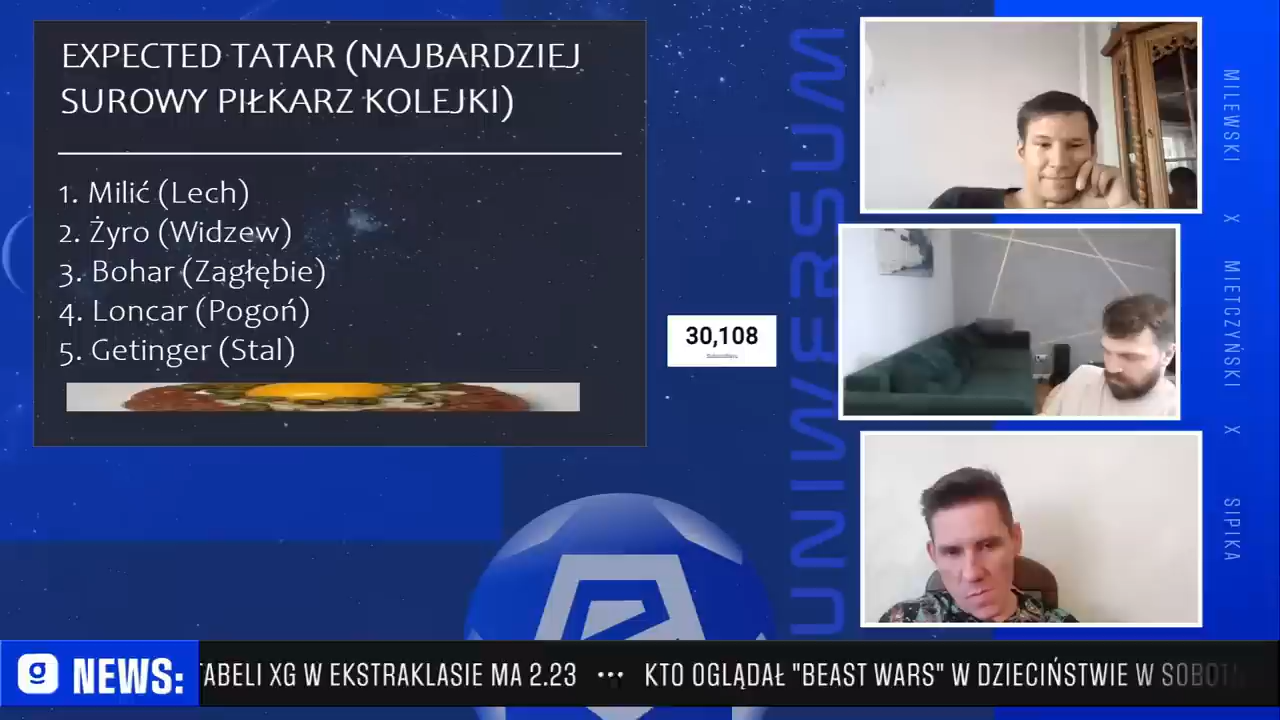 EXPECTED TATAR (NAJBARDZIEJ
SUROWY PIŁKARZ KOLEJKI)
1. Milić (Lech)
2. Żyro (Widzew)
3. Bohar (Zagłębie)
4. Loncar (Pogoń)
5. Getinger (Stal)
30,108
Subscribers
UNIWERSUM
MILEWSKI X MIETCZYŃSKI X SIPIKA
g NEWS:
TABELI XG W EKSTRAKLASIE MA 2.23 ••• KTO OGLĄDAŁ "BEAST WARS" W DZIECIŃSTWIE W